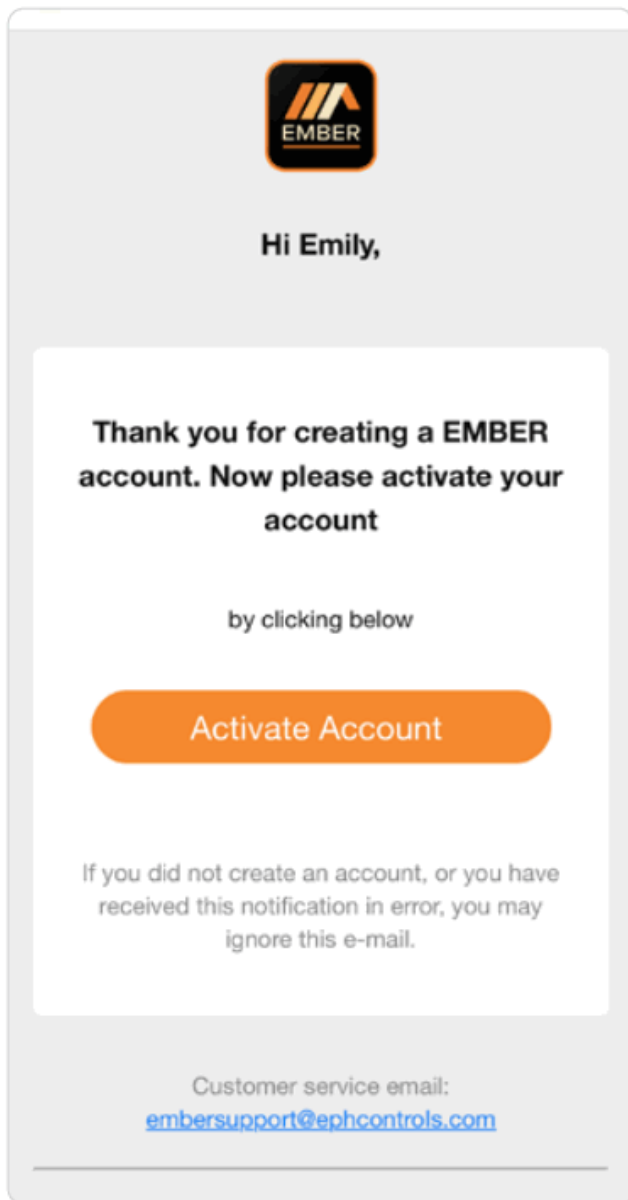 EMBER
Hi Emily,
Thank you for creating a EMBER
account. Now please activate your
account
by clicking below
Activate Account
If you did not create an account, or you have
received this notification in error, you may
ignore this e-mail.
Customer service email:
embersupport@ephcontrols.com